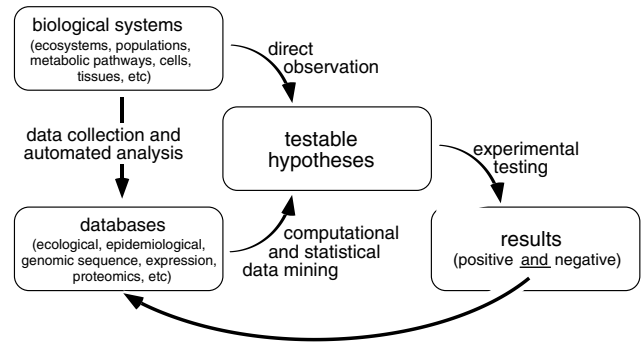 biological systems
(ecosystems, populations,
metabolic pathways, cells,
tissues, etc)
direct
observation
data collection and
automated analysis
testable
hypotheses
experimental
testing
databases
(ecological, epidemiological,
genomic sequence, expression,
proteomics, etc)
computational
and statistical
data mining
results
(positive and negative)